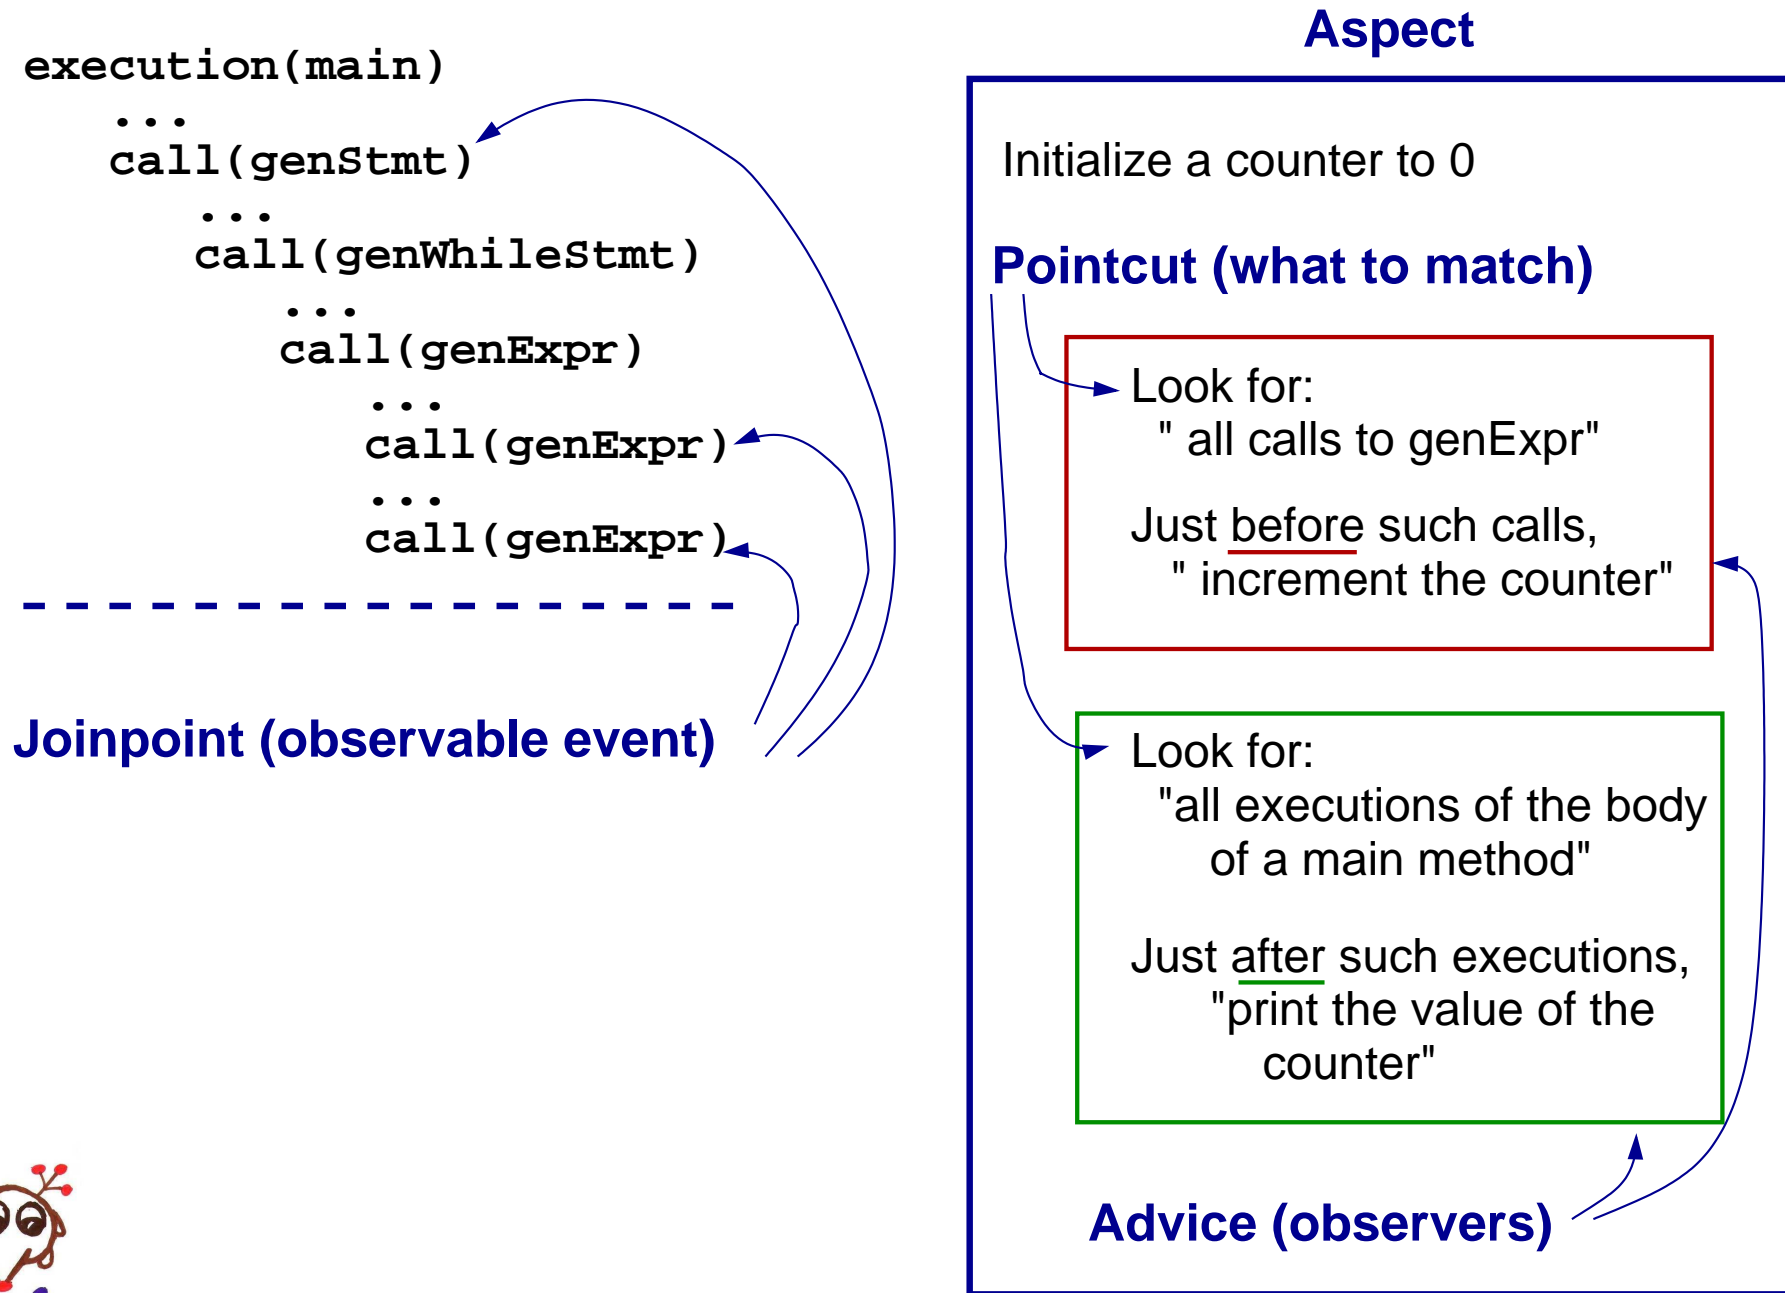 execution(main)
...
call(genStmt)
...
call(genWhileStmt)
...
call(genExpr)
...
call(genExpr)
...
call(genExpr)
Joinpoint (observable event)
Aspect
Initialize a counter to 0
Pointcut (what to match)
Look for:
" all calls to genExpr"
Just before such calls,
" increment the counter"
Look for:
"all executions of the body
of a main method"
Just after such executions,
"print the value of the
counter"
Advice (observers)